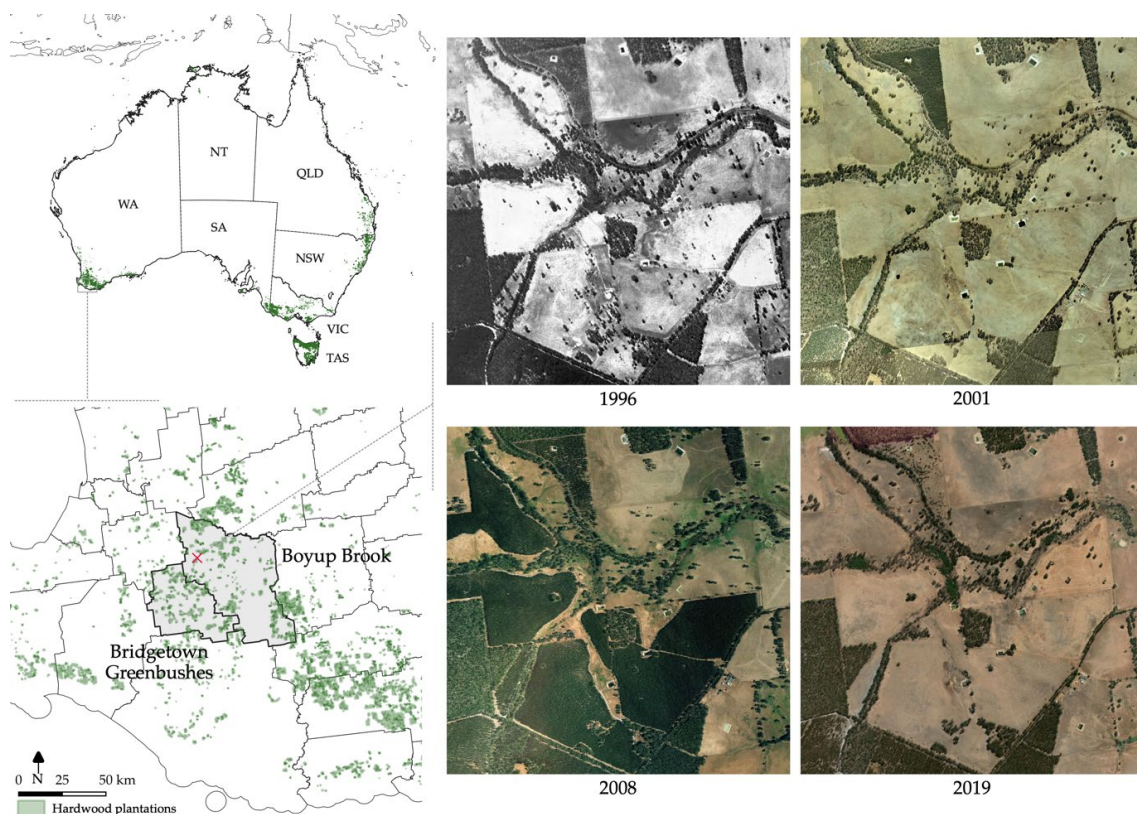 NT
QLD
WA
SA
NSW
VIC
TAS
1996
2001
Boyup Brook
Bridgetown
Greenbushes
N
0 25 50 km
Hardwood plantations
2008
2019